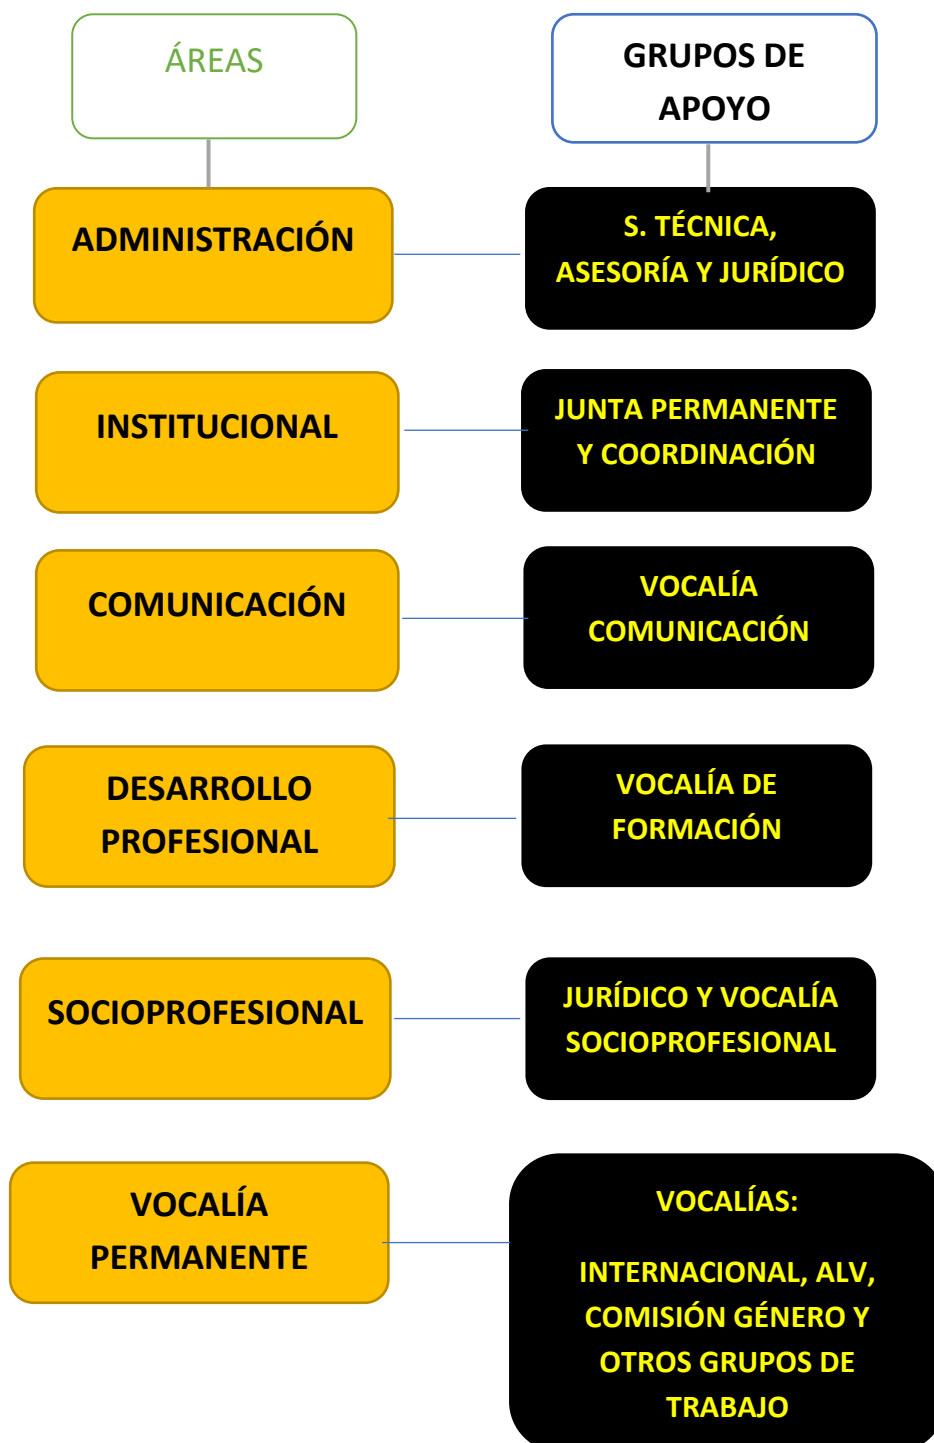 ÁREAS
GRUPOS DE
APOYO
ADMINISTRACIÓN
S. TÉCNICA,
ASESORÍA Y JURÍDICO
INSTITUCIONAL
JUNTA PERMANENTE
Y COORDINACIÓN
COMUNICACIÓN
VOCALÍA
COMUNICACIÓN
DESARROLLO
PROFESIONAL
VOCALÍA DE
FORMACIÓN
SOCIOPROFESIONAL
JURÍDICO Y VOCALÍA
SOCIOPROFESIONAL
VOCALÍA
PERMANENTE
VOCALÍAS:
INTERNACIONAL, ALV,
COMISIÓN GÉNERO Y
OTROS GRUPOS DE
TRABAJO